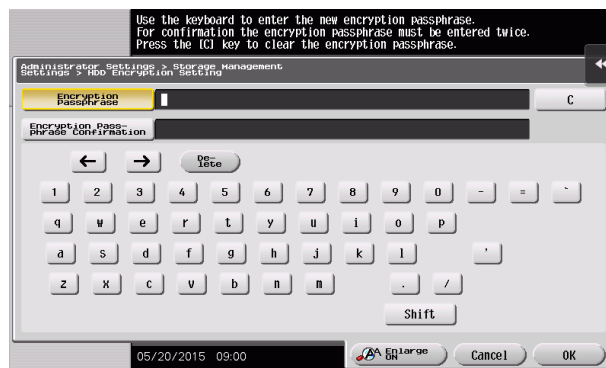 Use the keyboard to enter the new encryption passphrase.
For confirmation the encryption passphrase must be entered twice.
Press the [C] key to clear the encryption passphrase.
Administrator Settings > Storage Management
Settings > HDD Encryption Setting
Encryption
Passphrase
C
Encryption Pass-
phrase Confirmation
← → De-
lete
1 2 3 4 5 6 7 8 9 0 - = `
q w e r t y u i o p
a s d f g h j k l '
z x c v b n m . /
Shift
05/20/2015 09:00
Enlarge
ON
Cancel
OK